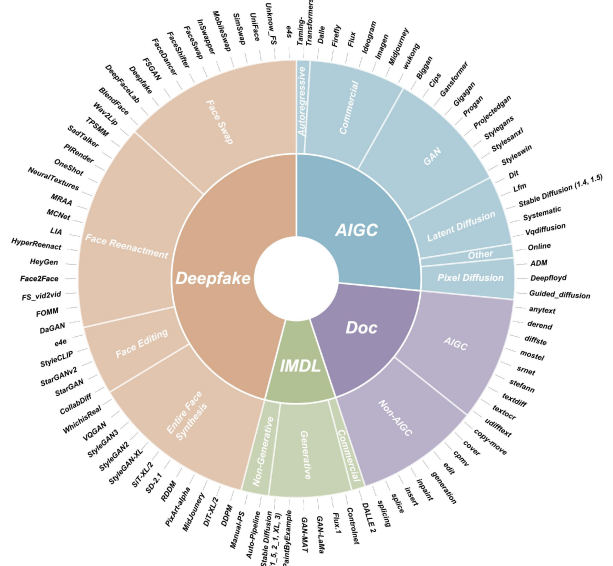 Deepfake
AIGC
Doc
IMDL
Autoregressive
Commercial
GAN
Latent Diffusion
Other
Pixel Diffusion
AIGC
Non-AIGC
Commercial
Generative
Non-Generative
Entire Face
Synthesis
Face Editing
Face Reenactment
Face Swap
Taming-
Transformers
Dalle
Firefly
Flux
Ideogram
Imagen
Midjourney
wukong
Biggan
Cips
Gansformer
Gigagan
Progan
Projectedgan
Stylegans
Stylesanxl
Styleswin
Dit
Lfm
Stable Diffusion (1.4, 1.5)
Systematic
Vqdiffusion
Online
ADM
Deepfloyd
Guided_diffusion
anytext
derend
diffste
mostel
srnet
stefann
textdiff
textocr
udifftext
copy-move
cover
cpmv
edit
generation
inpaint
insert
splice
splicing
DALLE 2
Controlnet
Flux.1
GAN-LaMa
GAN-MAT
PaintByExample
Stable Diffusion
(1_5, 2_1, XL, 3)
Auto-Pipeline
Manual-PS
DDPM
DiT-XL/2
MidJounery
PixArt-alpha
RDDM
SD-2.1
SiT-XL/2
StyleGAN-XL
StyleGAN2
StyleGAN3
VQGAN
WhichisReal
CollabDiff
StarGAN
StarGANv2
StyleCLIP
e4e
DaGAN
FOMM
FS_vid2vid
Face2Face
HeyGen
HyperReenact
LIA
MCNet
MRAA
NeuralTextures
OneShot
PIRender
SadTalker
TPSMM
Wav2Lip
BlendFace
DeepFaceLab
Deepfake
FSGAN
FaceDancer
FaceShifter
FaceSwap
InSwapper
MobileSwap
SimSwap
UniFace
Unknow_FS
e4s